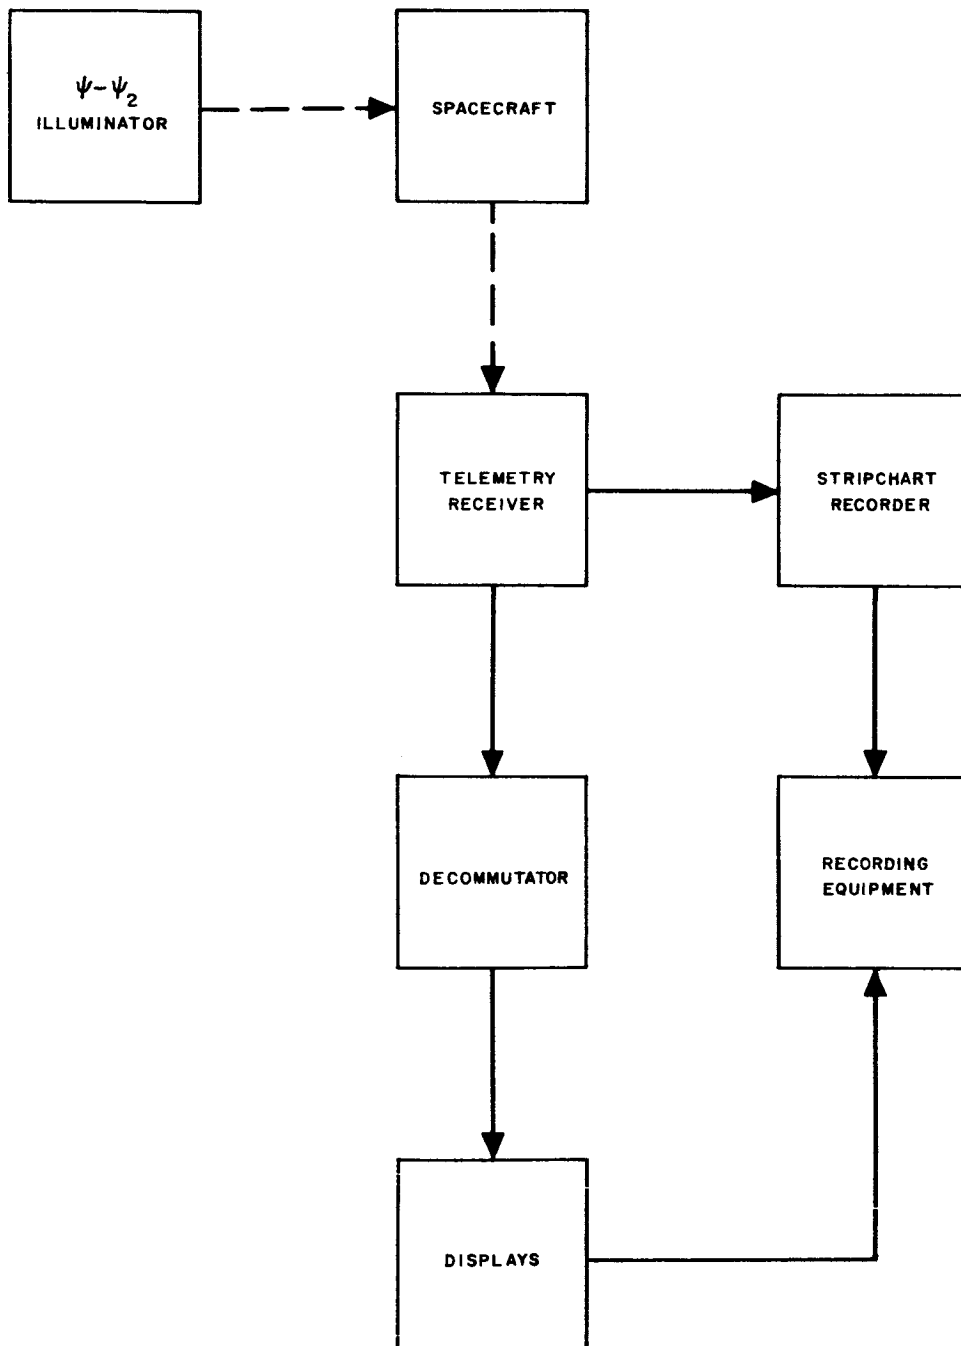 ψ-ψ2
ILLUMINATOR
SPACECRAFT
TELEMETRY
RECEIVER
STRIPCHART
RECORDER
DECOMMUTATOR
RECORDING
EQUIPMENT
DISPLAYS